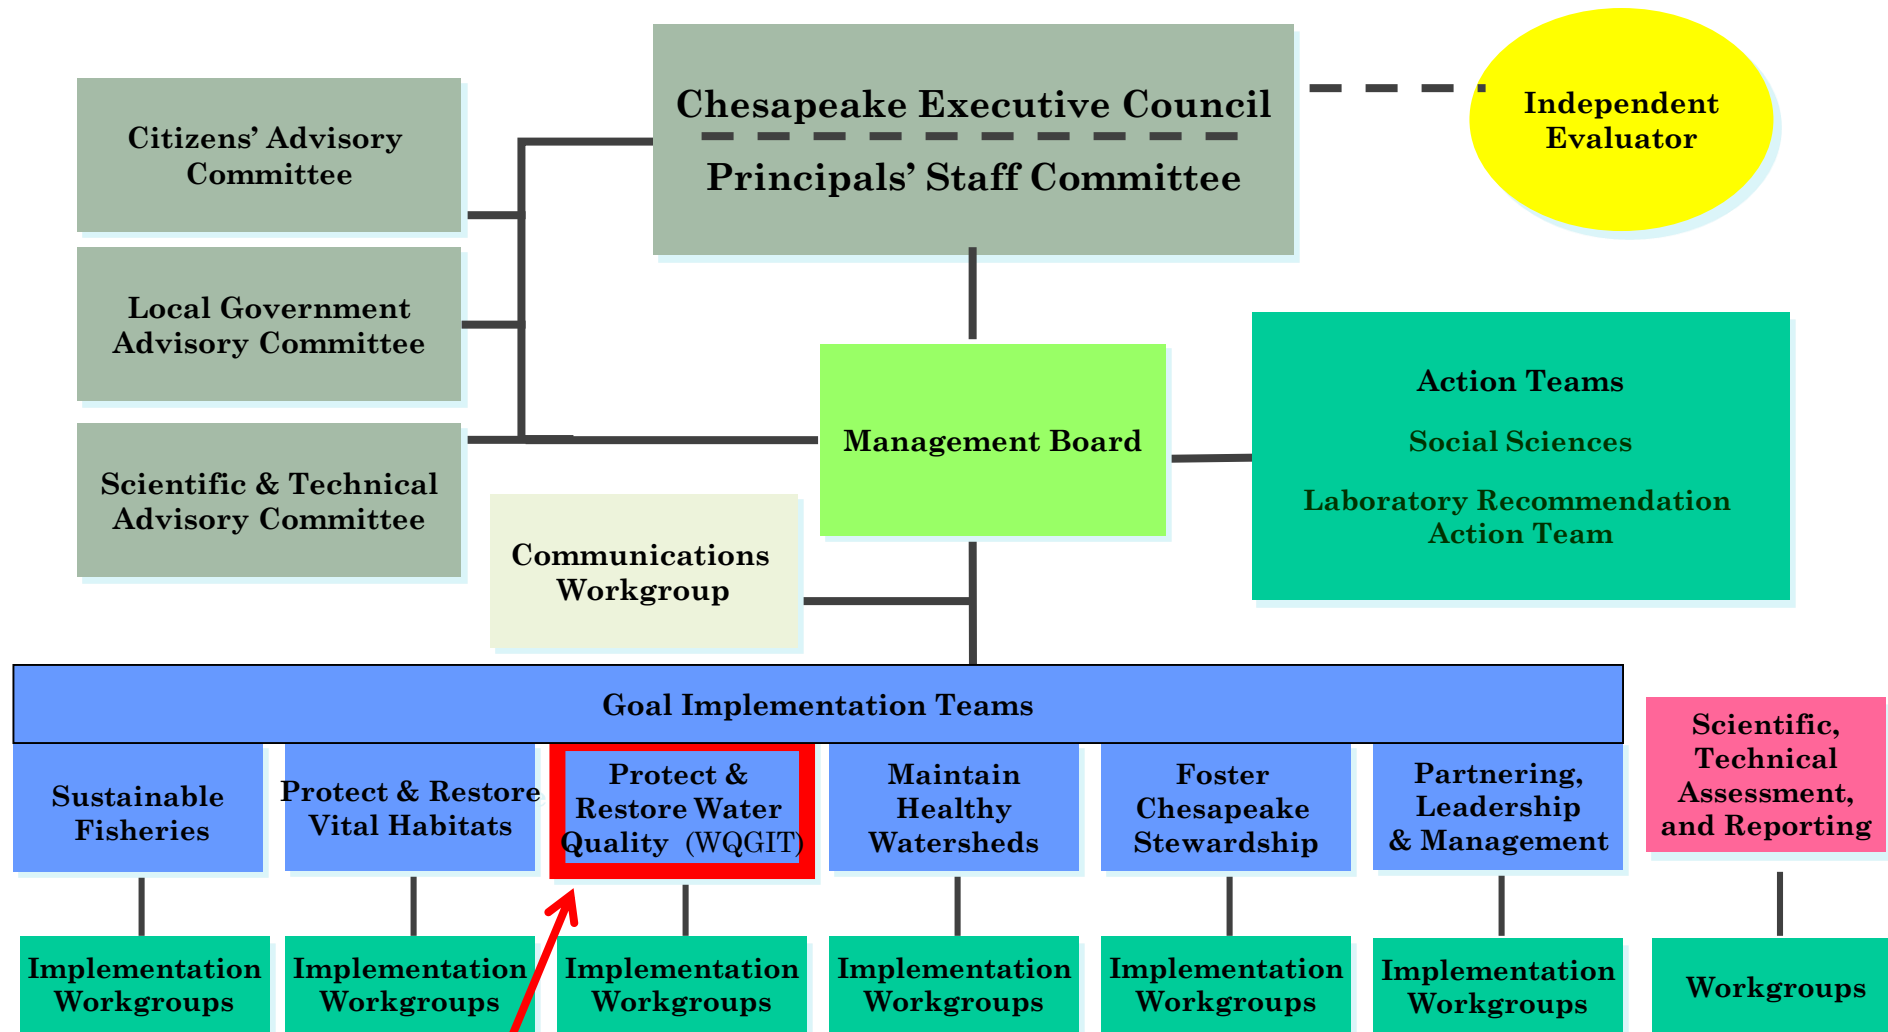 Chesapeake Executive Council
Principals’ Staff Committee
Independent
Evaluator
Citizens’ Advisory
Committee
Local Government
Advisory Committee
Scientific & Technical
Advisory Committee
Management Board
Action Teams
Social Sciences
Laboratory Recommendation
Action Team
Communications
Workgroup
Goal Implementation Teams
Sustainable
Fisheries
Protect & Restore
Vital Habitats
Protect &
Restore Water
Quality (WQGIT)
Maintain
Healthy
Watersheds
Foster
Chesapeake
Stewardship
Partnering,
Leadership
& Management
Scientific,
Technical
Assessment,
and Reporting
Implementation
Workgroups
Implementation
Workgroups
Implementation
Workgroups
Implementation
Workgroups
Implementation
Workgroups
Implementation
Workgroups
Workgroups